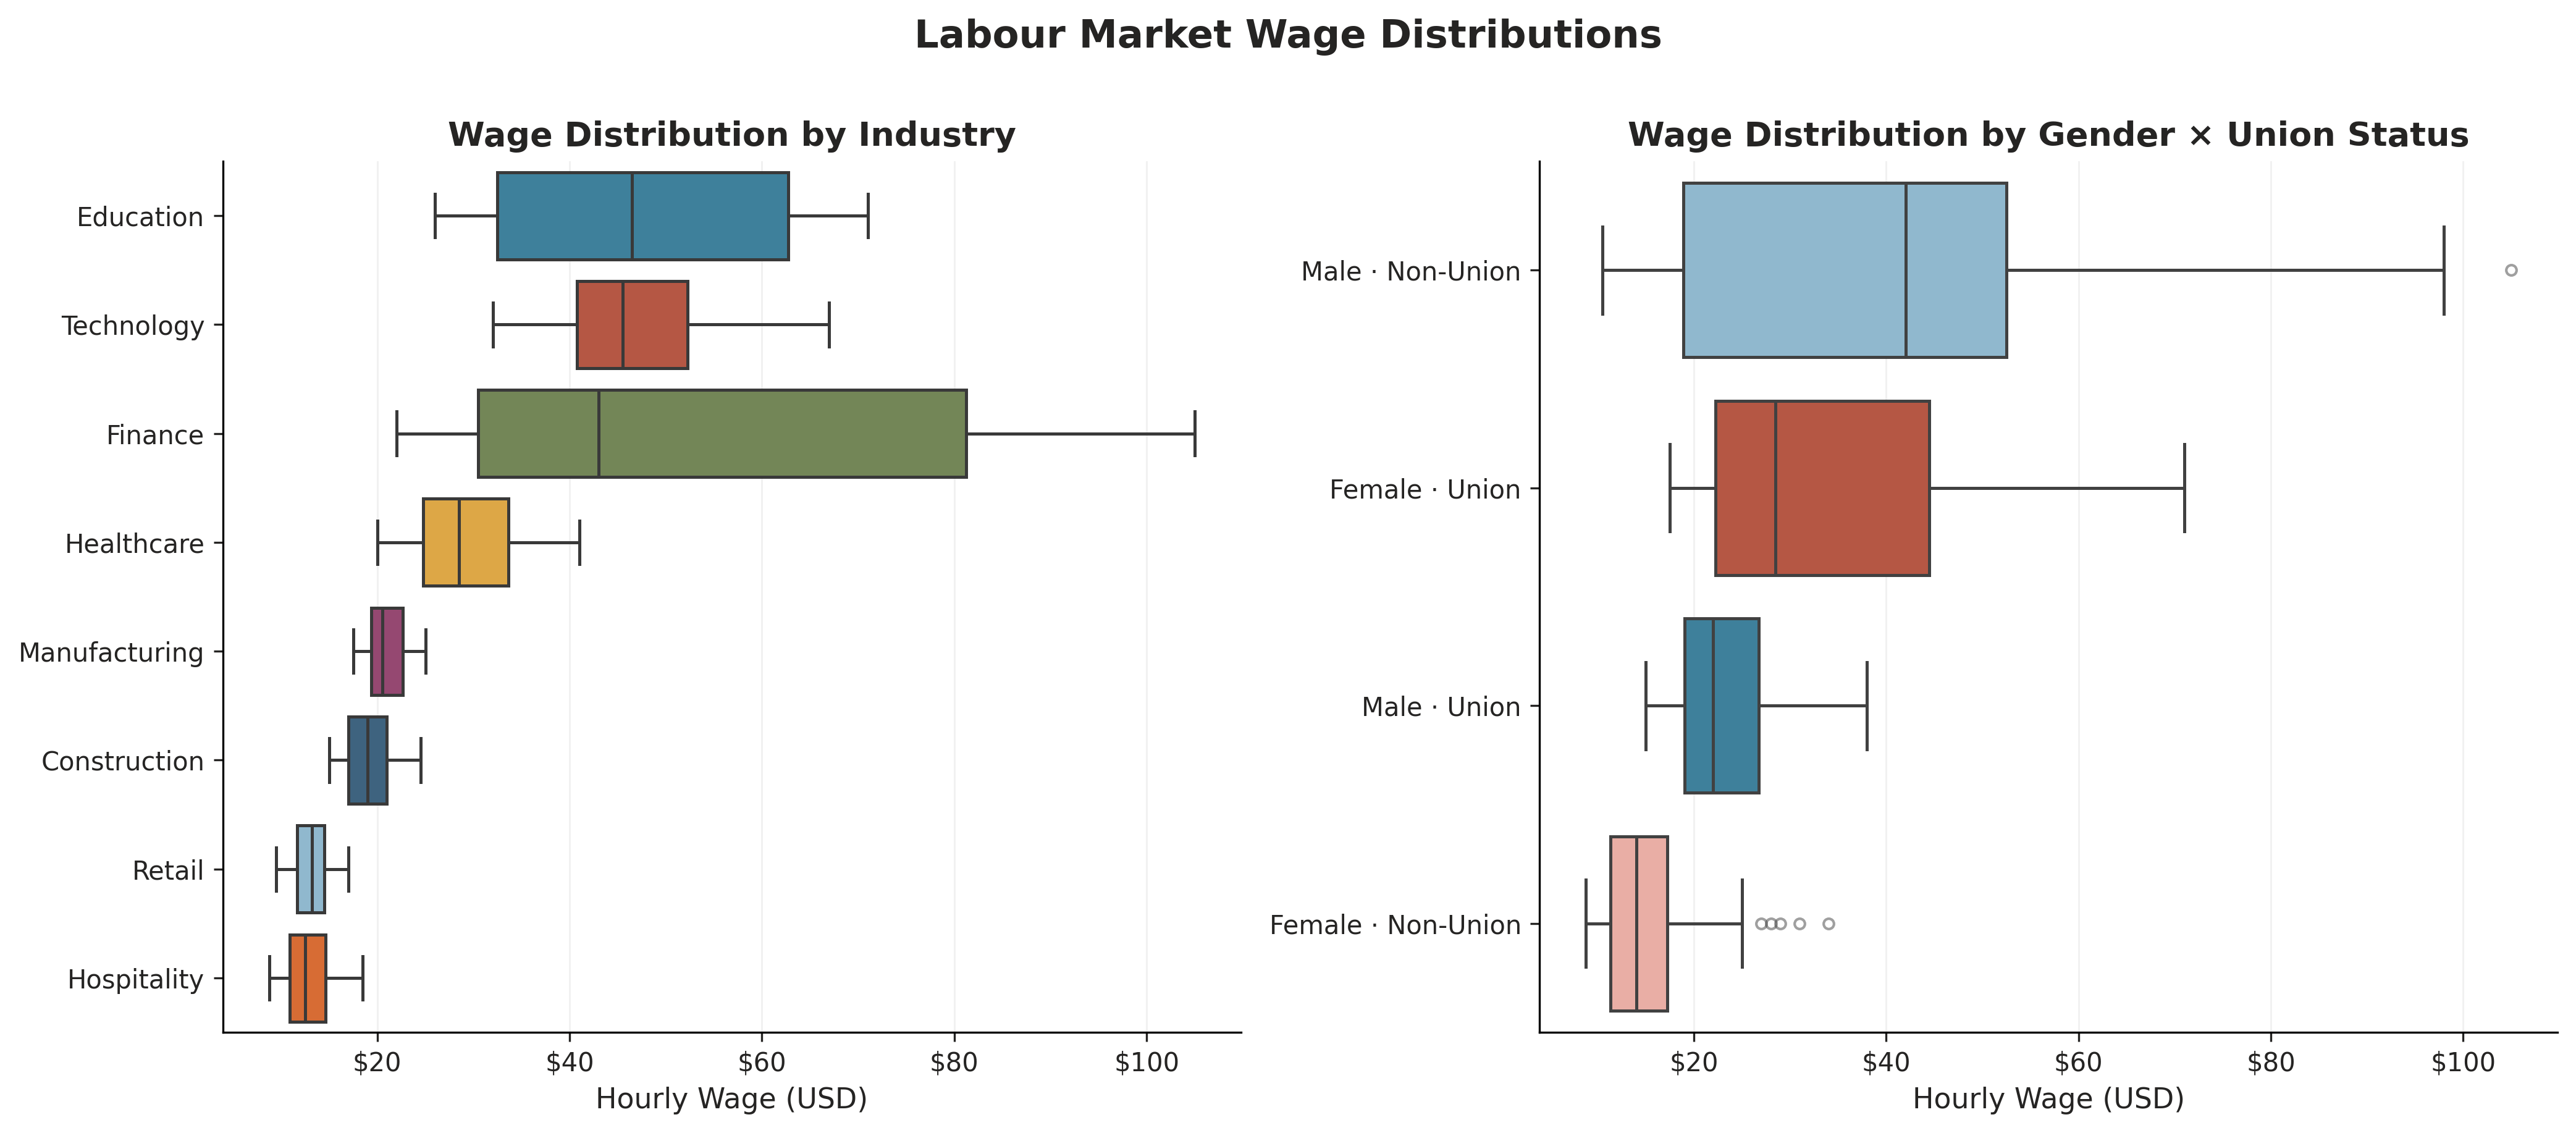 Labour Market Wage Distributions
Wage Distribution by Industry
Education
Technology
Finance
Healthcare
Manufacturing
Construction
Retail
Hospitality
$20 $40 $60 $80 $100
Hourly Wage (USD)
Wage Distribution by Gender × Union Status
Male · Non-Union
Female · Union
Male · Union
Female · Non-Union
$20 $40 $60 $80 $100
Hourly Wage (USD)